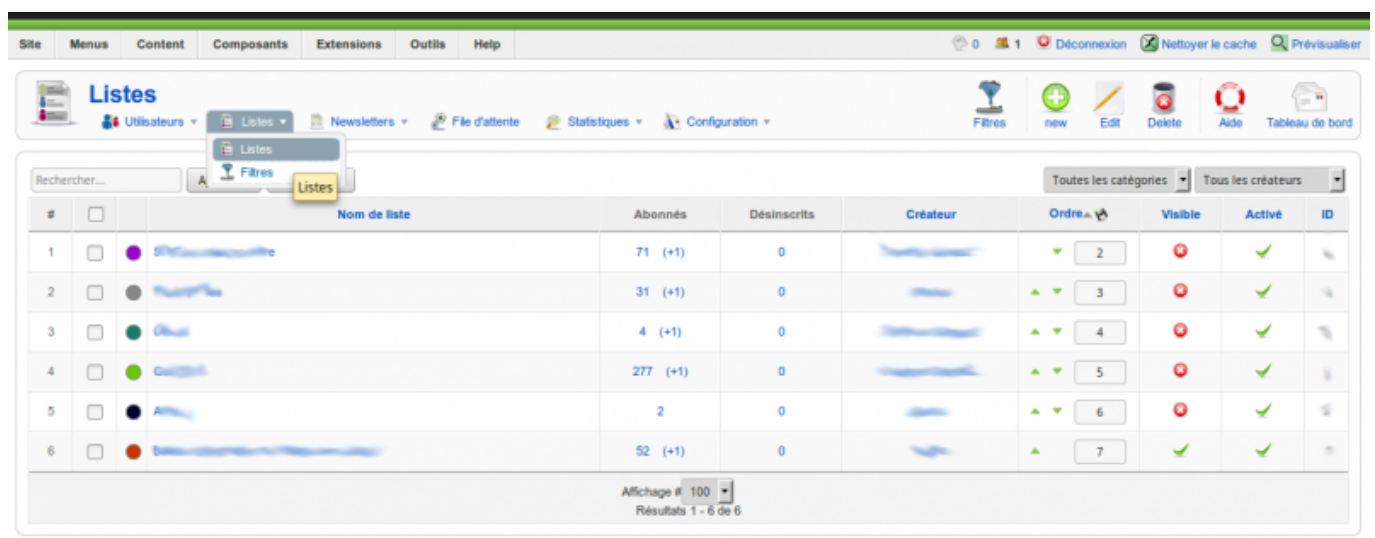 Site Menus Content Composants Extensions Outils Help 0 1 Déconnexion Nettoyer le cache Prévisualiser
Listes
Utilisateurs Listes Newsletters File d'attente Statistiques Configuration
Filtres new Edit Delete Aide Tableau de bord
Listes
Filtres
Listes
Rechercher... Toutes les catégories Tous les créateurs
# Nom de liste Abonnés Désinscrits Créateur Ordre Visible Activé ID
1 71 (+1) 0 2
2 31 (+1) 0 3
3 4 (+1) 0 4
4 277 (+1) 0 5
5 2 0 6
6 52 (+1) 0 7
Affichage # 100
Résultats 1 - 6 de 6